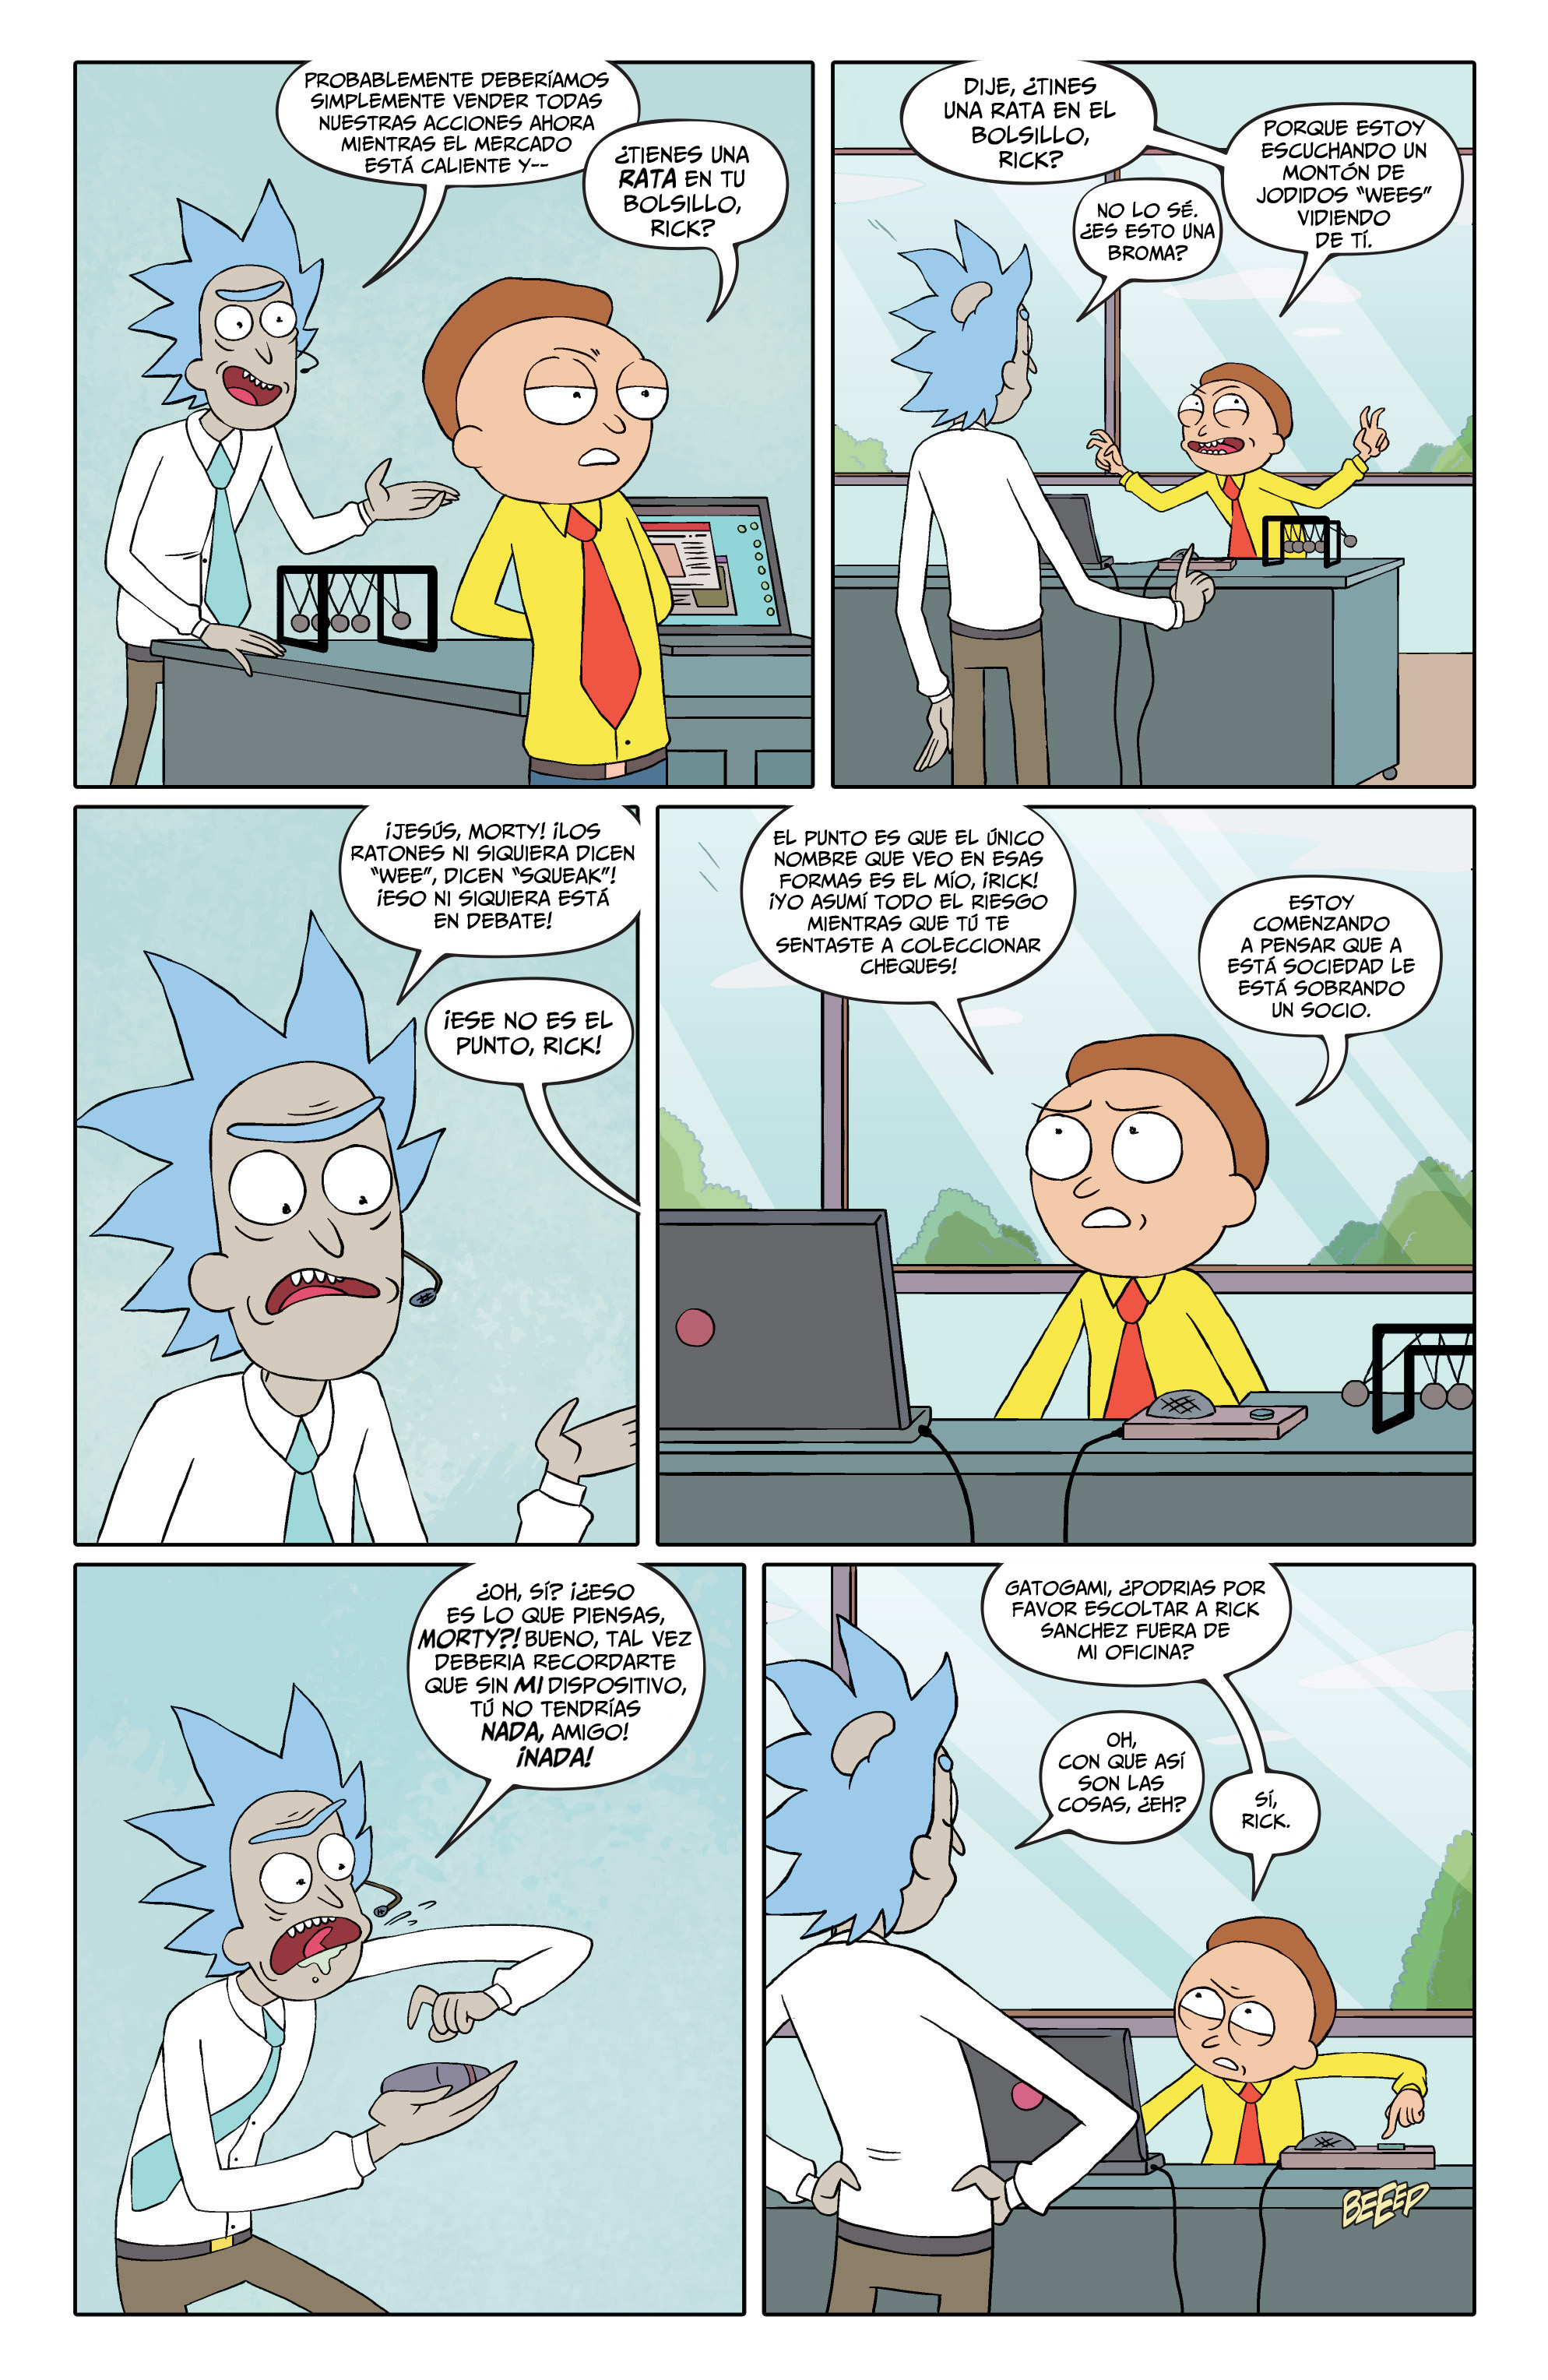 PROBABLEMENTE DEBERÍAMOS
SIMPLEMENTE VENDER TODAS
NUESTRAS ACCIONES AHORA
MIENTRAS EL MERCADO
ESTÁ CALIENTE Y--
¿TIENES UNA
RATA EN TU
BOLSILLO,
RICK?
DIJE, ¿TINES
UNA RATA EN EL
BOLSILLO,
RICK?
NO LO SÉ.
¿ES ESTO UNA
BROMA?
PORQUE ESTOY
ESCUCHANDO UN
MONTÓN DE
JODIDOS "WEES"
VIDIENDO
DE TÍ.
¡JESÚS, MORTY! ¡LOS
RATONES NI SIQUIERA DICEN
"WEE", DICEN "SQUEAK"!
¡ESO NI SIQUIERA ESTÁ
EN DEBATE!
¡ESE NO ES EL
PUNTO, RICK!
EL PUNTO ES QUE EL ÚNICO
NOMBRE QUE VEO EN ESAS
FORMAS ES EL MÍO, ¡RICK!
¡YO ASUMÍ TODO EL RIESGO
MIENTRAS QUE TÚ TE
SENTASTE A COLECCIONAR
CHEQUES!
ESTOY
COMENZANDO
A PENSAR QUE A
ESTÁ SOCIEDAD LE
ESTÁ SOBRANDO
UN SOCIO.
¿OH, SÍ? ¡¿ESO
ES LO QUE PIENSAS,
MORTY?! BUENO, TAL VEZ
DEBERIA RECORDARTE
QUE SIN MI DISPOSITIVO,
TÚ NO TENDRÍAS
NADA, AMIGO!
¡NADA!
GATOGAMI, ¿PODRIAS POR
FAVOR ESCOLTAR A RICK
SANCHEZ FUERA DE
MI OFICINA?
OH,
CON QUE ASÍ
SON LAS
COSAS, ¿EH?
SÍ,
RICK.
BEEEP